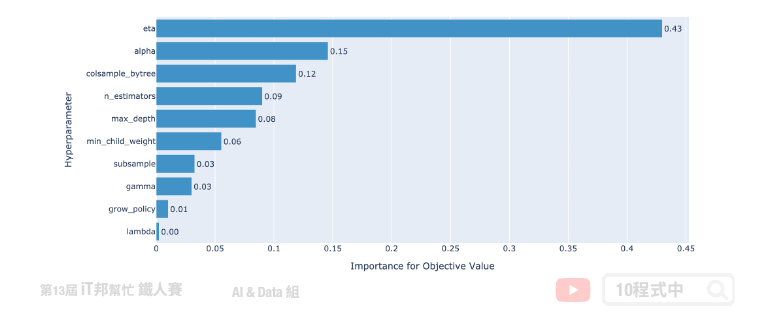 eta 0.43
alpha 0.15
colsample_bytree 0.12
n_estimators 0.09
max_depth 0.08
min_child_weight 0.06
subsample 0.03
gamma 0.03
grow_policy 0.01
lambda 0.00
Hyperparameter
0 0.05 0.1 0.15 0.2 0.25 0.3 0.35 0.4 0.45
Importance for Objective Value
第13屆 iT邦幫忙 鐵人賽 AI & Data 組 10程式中